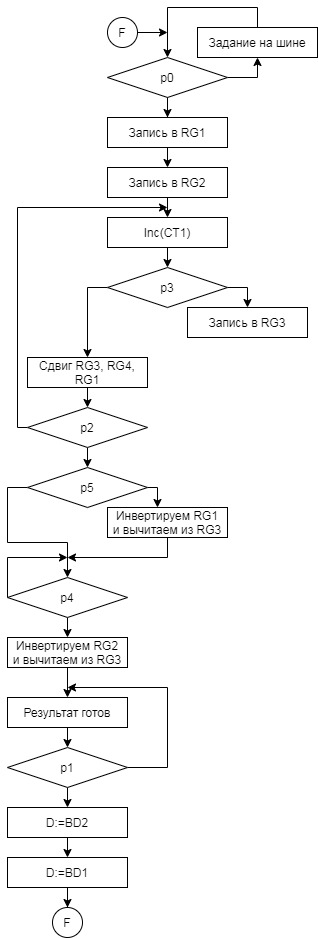 F
Задание на шине
p0
Запись в RG1
Запись в RG2
Inc(CT1)
p3
Запись в RG3
Сдвиг RG3, RG4,
RG1
p2
p5
Инвертируем RG1
и вычитаем из RG3
p4
Инвертируем RG2
и вычитаем из RG3
Результат готов
p1
D:=BD2
D:=BD1
F